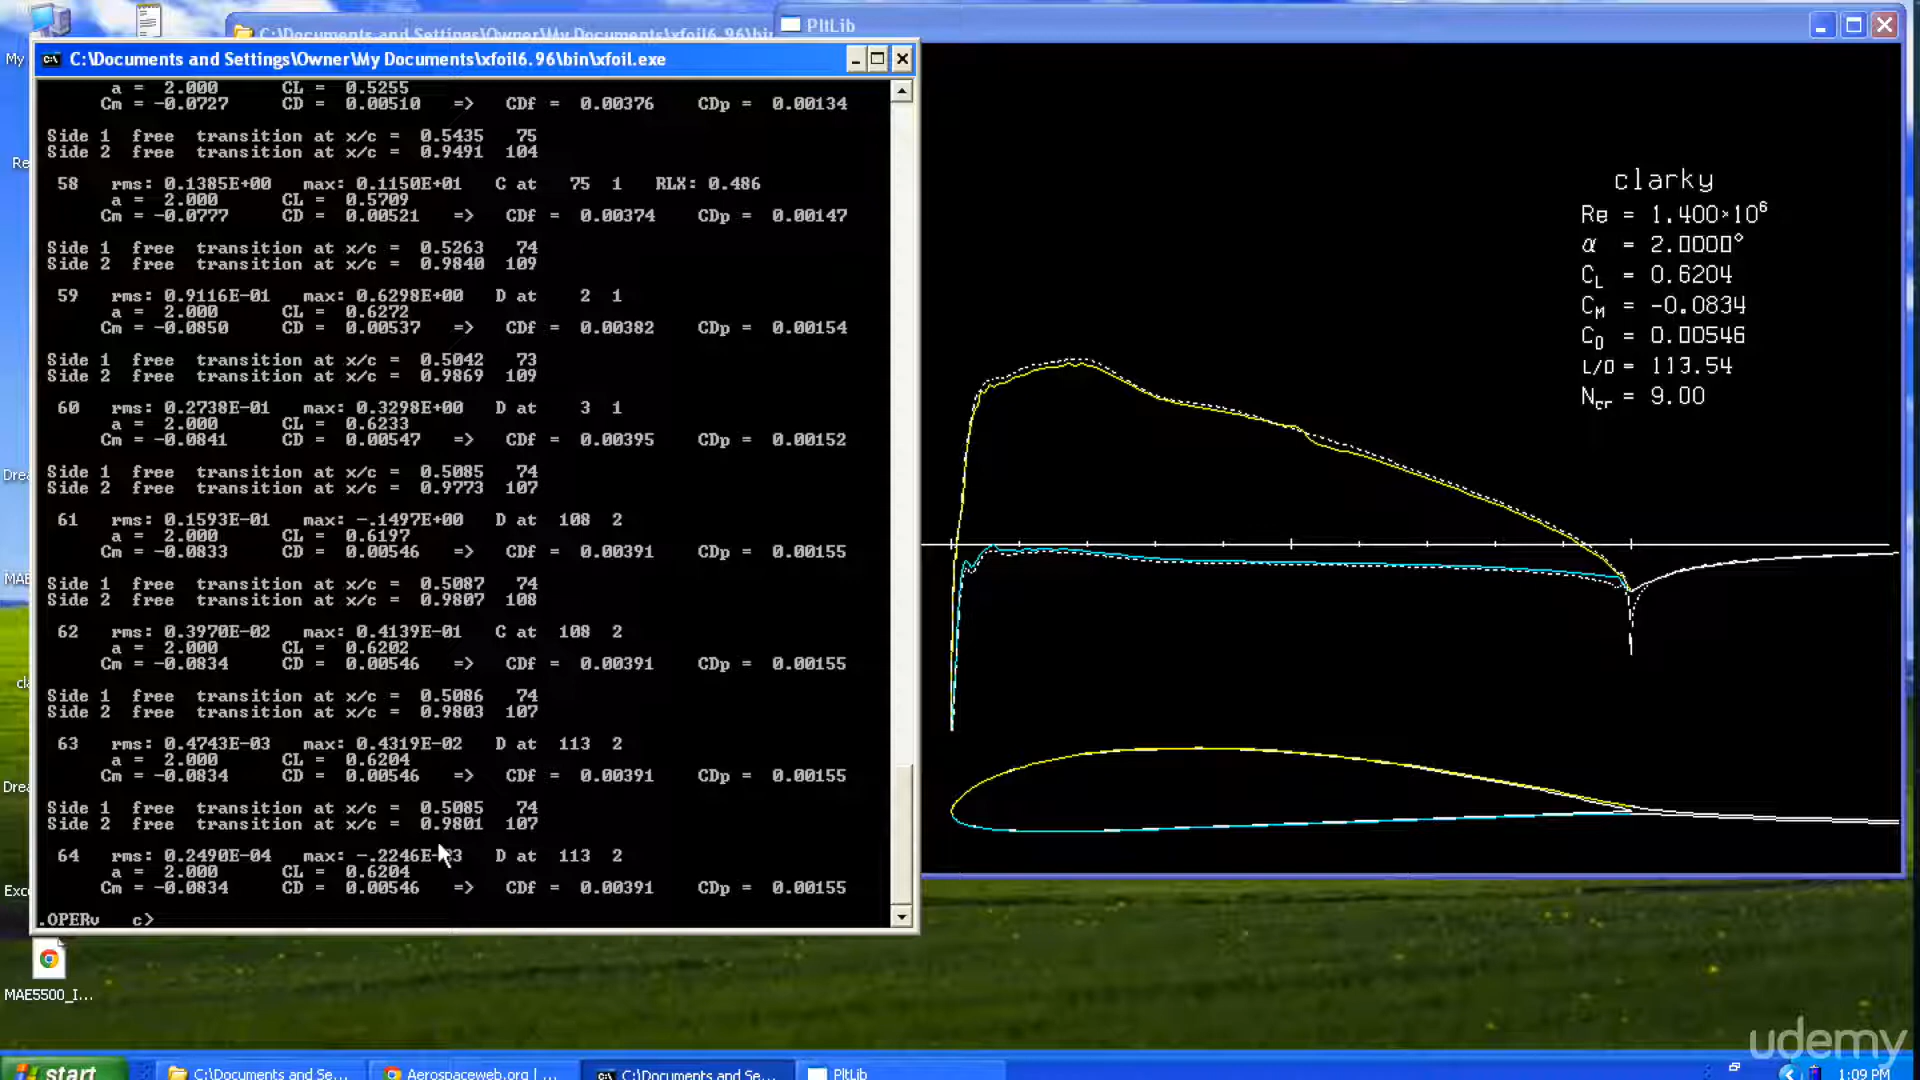 C:\Documents and Settings\Owner\My Documents\xfoil6.96\bin
PltLib
My
C:\Documents and Settings\Owner\My Documents\xfoil6.96\bin\xfoil.exe
a = 2.000 CL = 0.5255
Cm = -0.0727 CD = 0.00510 => CDf = 0.00376 CDp = 0.00134
Side 1 free transition at x/c = 0.5435 75
Side 2 free transition at x/c = 0.9491 104
58 rms: 0.1385E+00 max: 0.1150E+01 C at 75 1 RLX: 0.486
a = 2.000 CL = 0.5709
Cm = -0.0777 CD = 0.00521 => CDf = 0.00374 CDp = 0.00147
Side 1 free transition at x/c = 0.5263 74
Side 2 free transition at x/c = 0.9840 109
59 rms: 0.9116E-01 max: 0.6298E+00 D at 2 1
a = 2.000 CL = 0.6272
Cm = -0.0850 CD = 0.00537 => CDf = 0.00382 CDp = 0.00154
Side 1 free transition at x/c = 0.5042 73
Side 2 free transition at x/c = 0.9869 109
60 rms: 0.2738E-01 max: 0.3298E+00 D at 3 1
a = 2.000 CL = 0.6233
Cm = -0.0841 CD = 0.00547 => CDf = 0.00395 CDp = 0.00152
Side 1 free transition at x/c = 0.5085 74
Side 2 free transition at x/c = 0.9773 107
61 rms: 0.1593E-01 max: -.1497E+00 D at 108 2
a = 2.000 CL = 0.6197
Cm = -0.0833 CD = 0.00546 => CDf = 0.00391 CDp = 0.00155
Side 1 free transition at x/c = 0.5087 74
Side 2 free transition at x/c = 0.9807 108
62 rms: 0.3970E-02 max: 0.4139E-01 C at 108 2
a = 2.000 CL = 0.6202
Cm = -0.0834 CD = 0.00546 => CDf = 0.00391 CDp = 0.00155
Side 1 free transition at x/c = 0.5086 74
Side 2 free transition at x/c = 0.9803 107
63 rms: 0.4743E-03 max: 0.4319E-02 D at 113 2
a = 2.000 CL = 0.6204
Cm = -0.0834 CD = 0.00546 => CDf = 0.00391 CDp = 0.00155
Side 1 free transition at x/c = 0.5085 74
Side 2 free transition at x/c = 0.9801 107
64 rms: 0.2490E-04 max: D at 113 2
a = 2.000 CL = 0.6204
Cm = -0.0834 CD = 0.00546 => CDf = 0.00391 CDp = 0.00155
.OPERv c>
clarky
Re = 1.400×10⁶
α = 2.0000°
CL = 0.6204
CM = -0.0834
CD = 0.00546
L/D = 113.54
Ncr = 9.00
Re
Drea
MAE
cla
Drea
Exce
MAE5500_I...
udemy
start
C:\Documents and Se...
Aerospaceweb.org | ...
C:\Documents and Se...
PltLib
1:09 PM